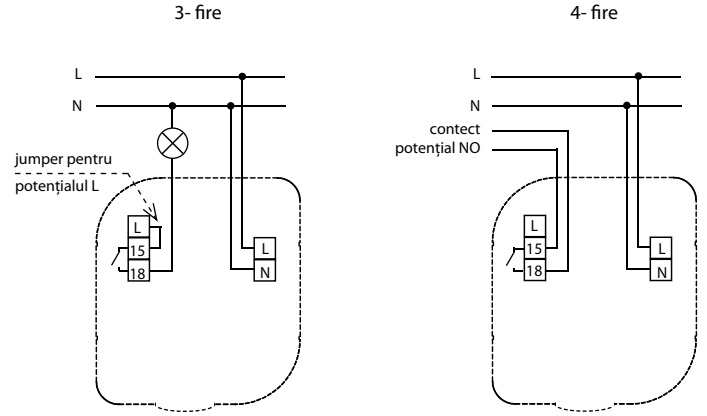 3- fire
L
N
jumper pentru
potențialul L
L
15
18
L
N
4- fire
L
N
contect
potențial NO
L
15
18
L
N